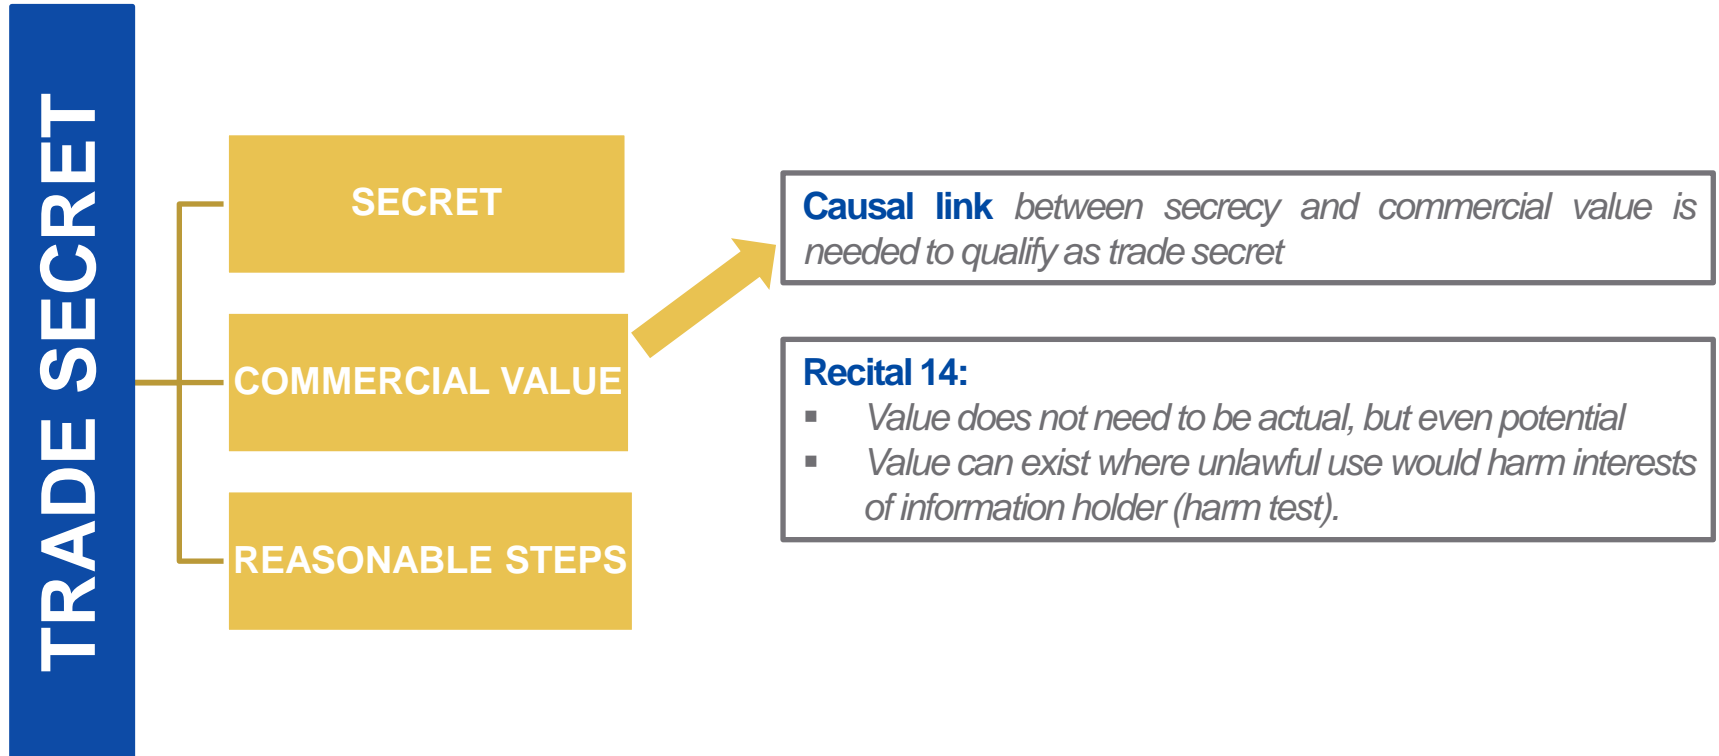 TRADE SECRET
SECRET
COMMERCIAL VALUE
REASONABLE STEPS
Causal link between secrecy and commercial value is
needed to qualify as trade secret
Recital 14:
▪ Value does not need to be actual, but even potential
▪ Value can exist where unlawful use would harm interests
of information holder (harm test).